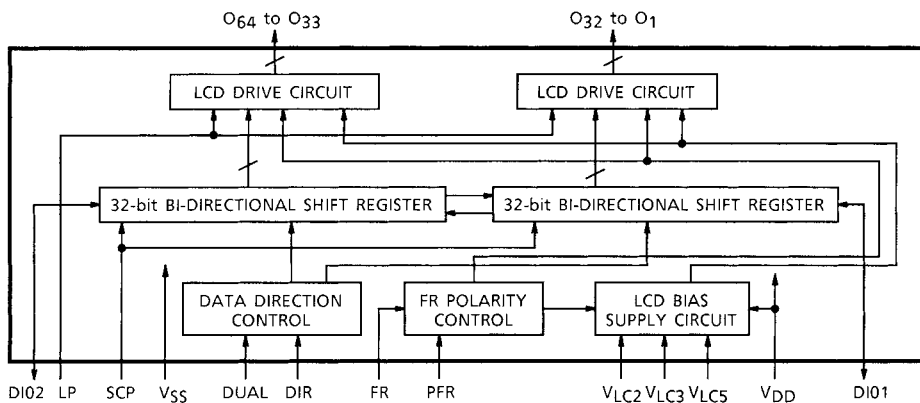 O64 to O33
O32 to O1
LCD DRIVE CIRCUIT
LCD DRIVE CIRCUIT
32-bit BI-DIRECTIONAL SHIFT REGISTER
32-bit BI-DIRECTIONAL SHIFT REGISTER
DATA DIRECTION
CONTROL
FR POLARITY
CONTROL
LCD BIAS
SUPPLY CIRCUIT
DI02
LP
SCP
VSS
DUAL
DIR
FR
PFR
VLC2
VLC3
VLC5
VDD
DI01